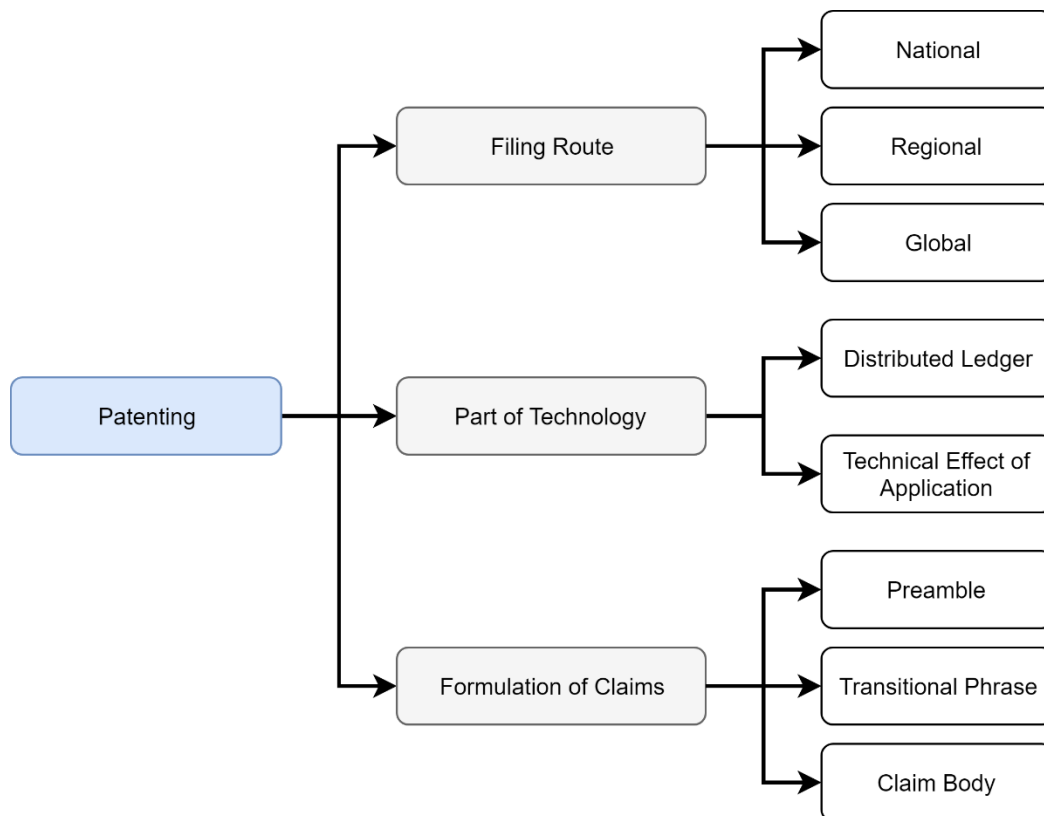 Patenting
Filing Route
National
Regional
Global
Part of Technology
Distributed Ledger
Technical Effect of
Application
Formulation of Claims
Preamble
Transitional Phrase
Claim Body